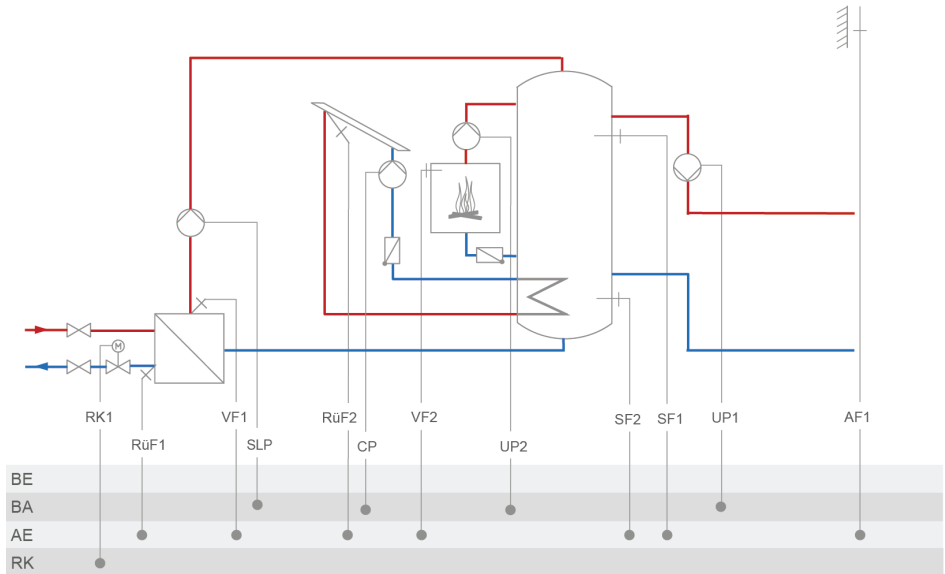 M
RK1
VF1
RüF2
VF2
SF2
SF1
UP1
AF1
RüF1
SLP
CP
UP2
BE
BA
AE
RK